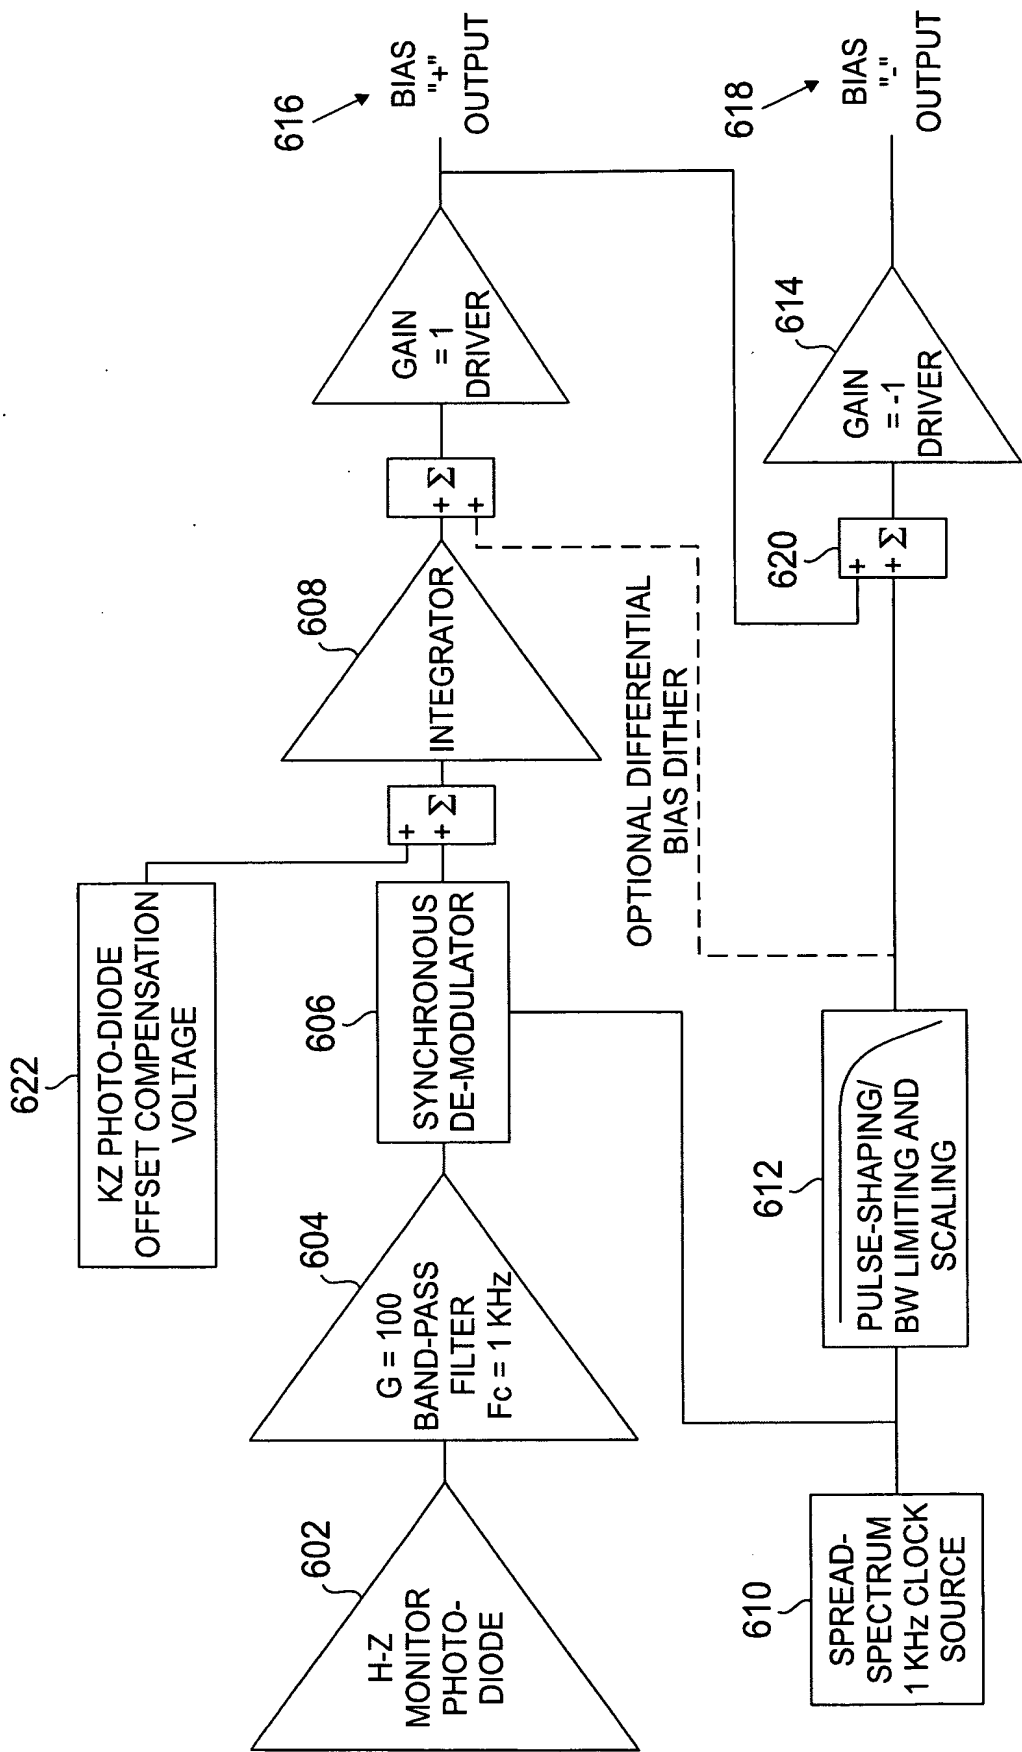 622
KZ PHOTO-DIODE
OFFSET COMPENSATION
VOLTAGE
602
H-Z
MONITOR
PHOTO-
DIODE
604
G = 100
BAND-PASS
FILTER
Fc = 1 KHz
606
SYNCHRONOUS
DE-MODULATOR
+
+ Σ
608
INTEGRATOR
+ Σ
+
GAIN
= 1
DRIVER
616
BIAS
"+"
OUTPUT
OPTIONAL DIFFERENTIAL
BIAS DITHER
610
SPREAD-
SPECTRUM
1 KHz CLOCK
SOURCE
612
PULSE-SHAPING/
BW LIMITING AND
SCALING
620
+
+ Σ
614
GAIN
= -1
DRIVER
618
BIAS
"-"
OUTPUT